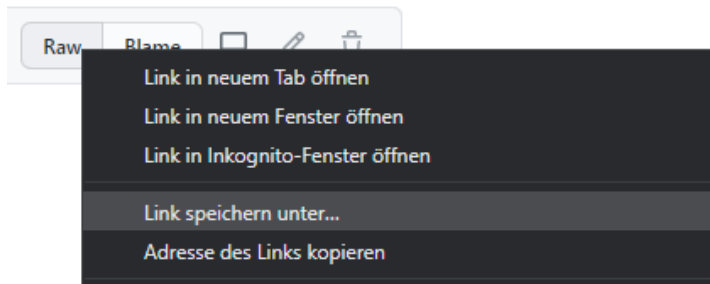 Raw Blame
Link in neuem Tab öffnen
Link in neuem Fenster öffnen
Link in Inkognito-Fenster öffnen
Link speichern unter...
Adresse des Links kopieren